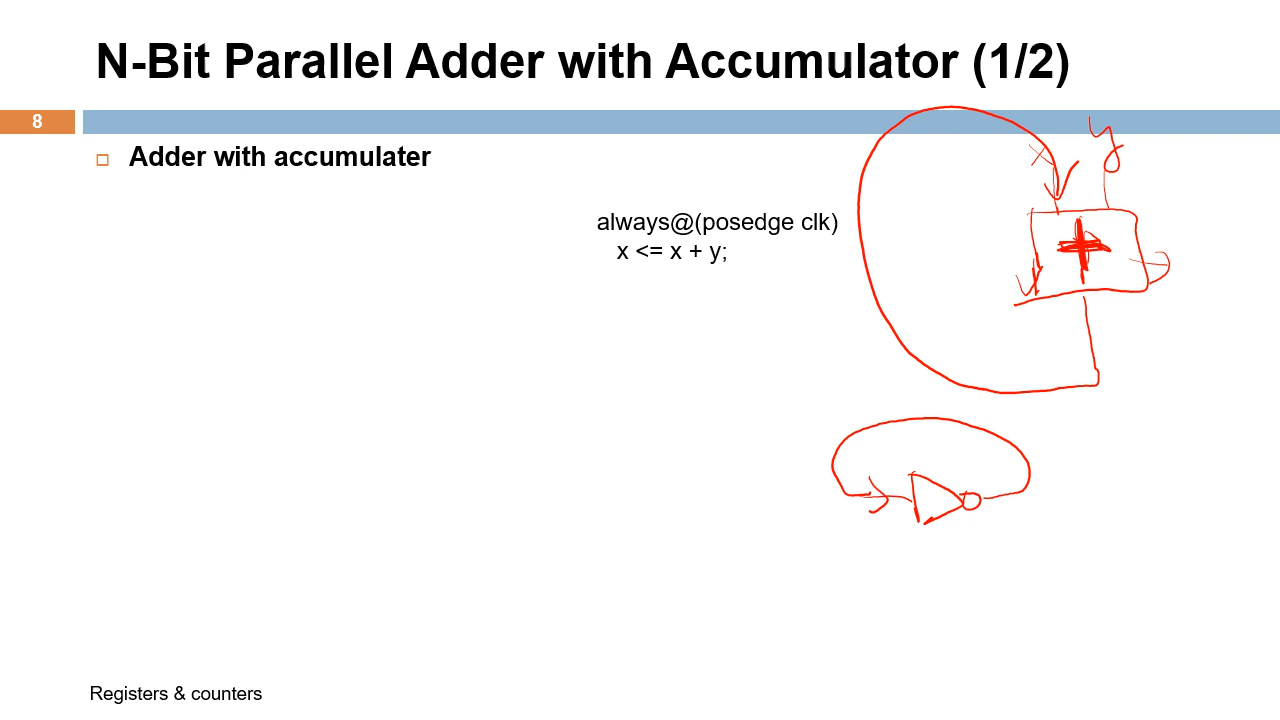 N-Bit Parallel Adder with Accumulator (1/2)
8
Adder with accumulater
always@(posedge clk)
x <= x + y;
x
y
+
Registers & counters